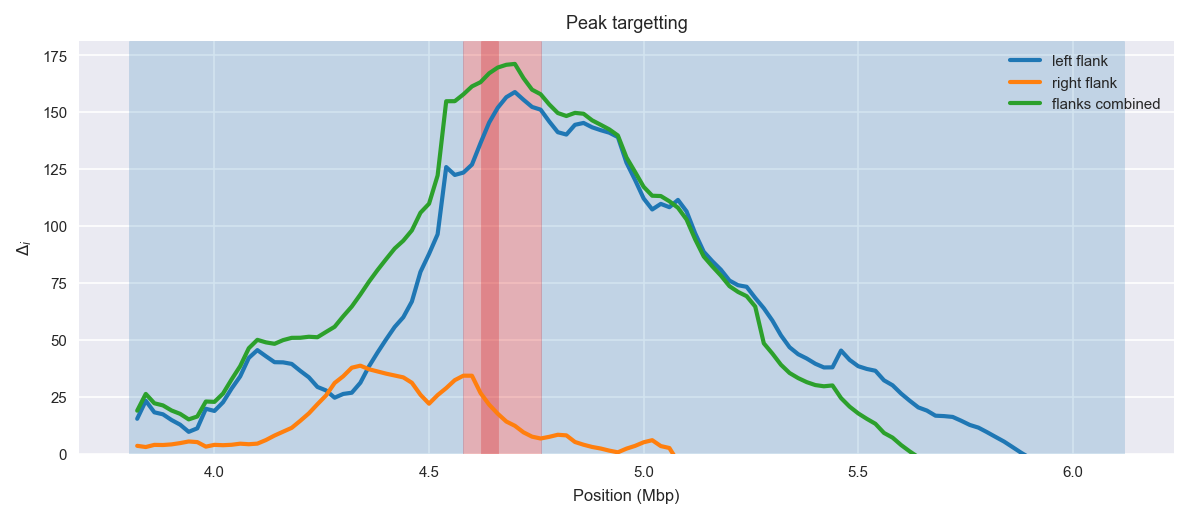 Peak targetting
175
150
125
100
75
50
25
0
Δi
left flank
right flank
flanks combined
4.0 4.5 5.0 5.5 6.0
Position (Mbp)